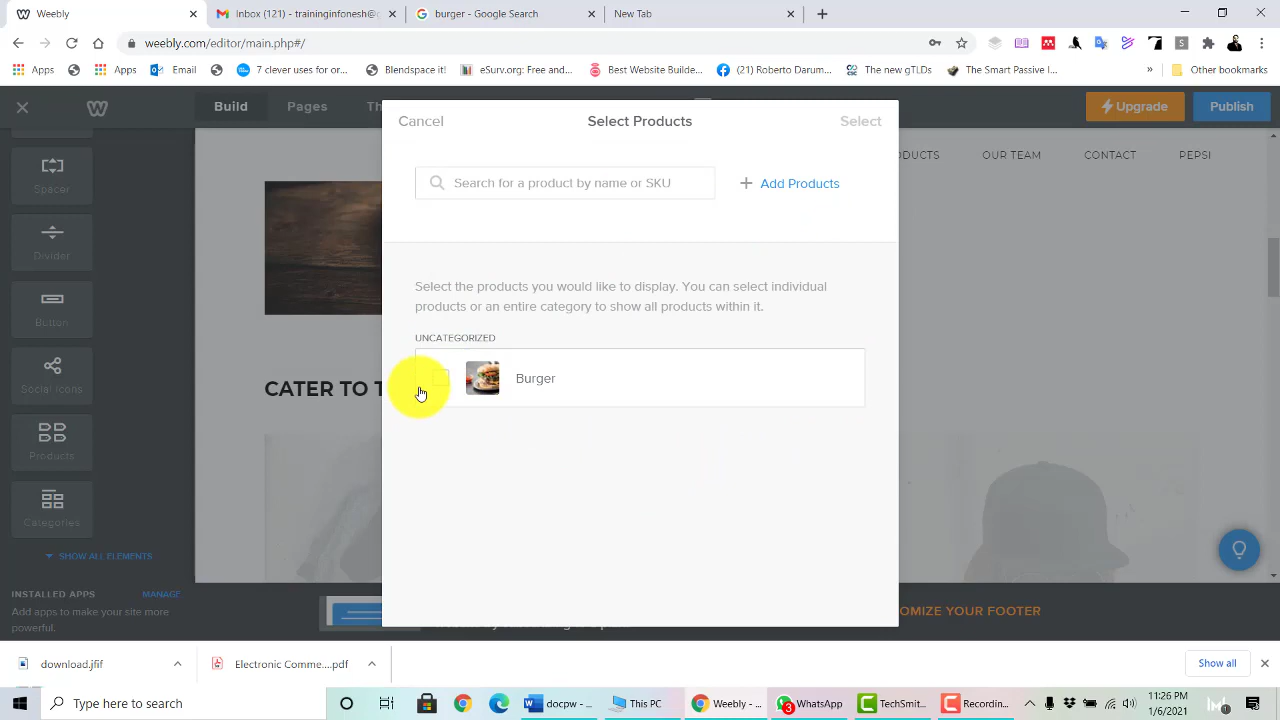 Weebly
Inbox - traininginfonesh@gmail.c
Google Search
New Tab
weebly.com/editor/main.php#/
Apps
Apps
Email
7 clever uses for or...
Blendspace...
iSurv.org: Free and...
Best Website Builde...
(21) Roberto Darum...
The new gTLDs
The Smart Passive I...
»
Other bookmarks
Build
Pages
Th
Upgrade
Publish
Cancel
Select Products
Select
Spacer
Search for a product by name or SKU
Add Products
ODUCTS
OUR TEAM
CONTACT
PEPSI
Divider
Select the products you would like to display. You can select individual
products or an entire category to show all products within it.
Button
UNCATEGORIZED
Burger
Social Icons
CATER TO T
Products
Categories
SHOW ALL ELEMENTS
INSTALLED APPS
MANAGE
Add apps to make your site more
powerful.
OMIZE YOUR FOOTER
download.jfif
Electronic Comme....pdf
Show all
Type here to search
docpw - ...
This PC
Weebly - ...
WhatsApp
3
TechSmit...
Recording...
11:26 PM
1/6/2021
1